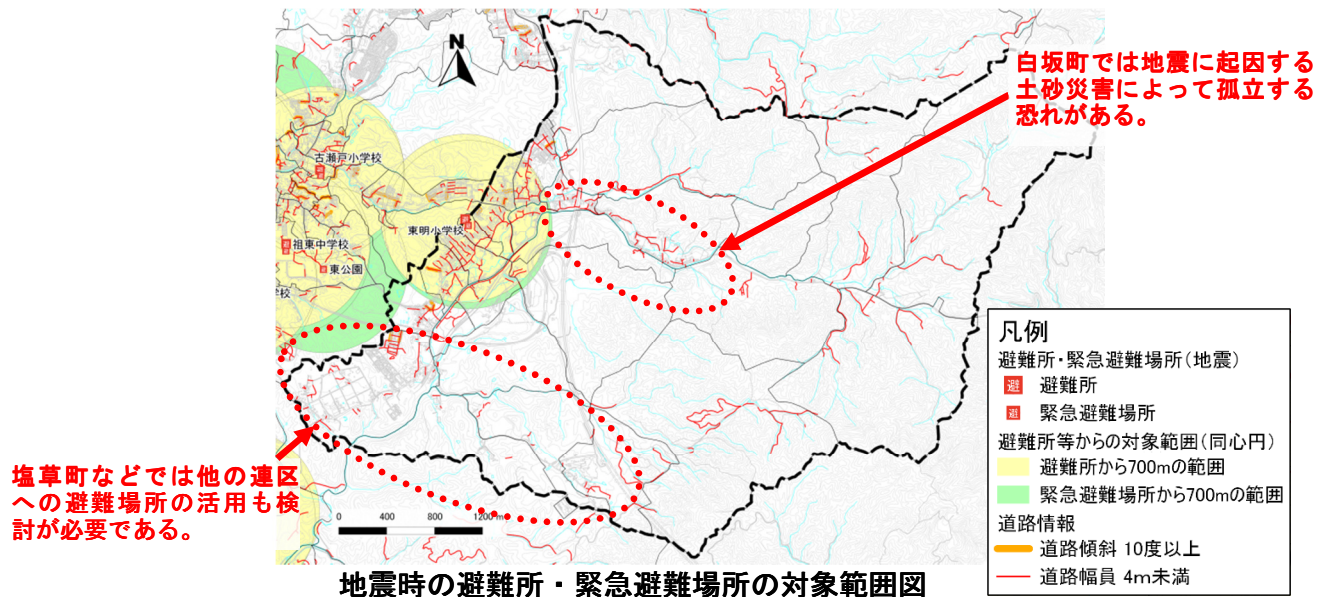 N
白坂町では地震に起因する
土砂災害によって孤立する
恐れがある。
古瀬戸小学校
東明小学校
祖東中学校
東公園
学校
凡例
避難所・緊急避難場所(地震)
避 避難所
避 緊急避難場所
避難所等からの対象範囲(同心円)
避難所から700mの範囲
緊急避難場所から700mの範囲
道路情報
道路傾斜 10度以上
道路幅員 4m未満
塩草町などでは他の連区
への避難場所の活用も検
討が必要である。
0 400 800 1200 m
地震時の避難所・緊急避難場所の対象範囲図